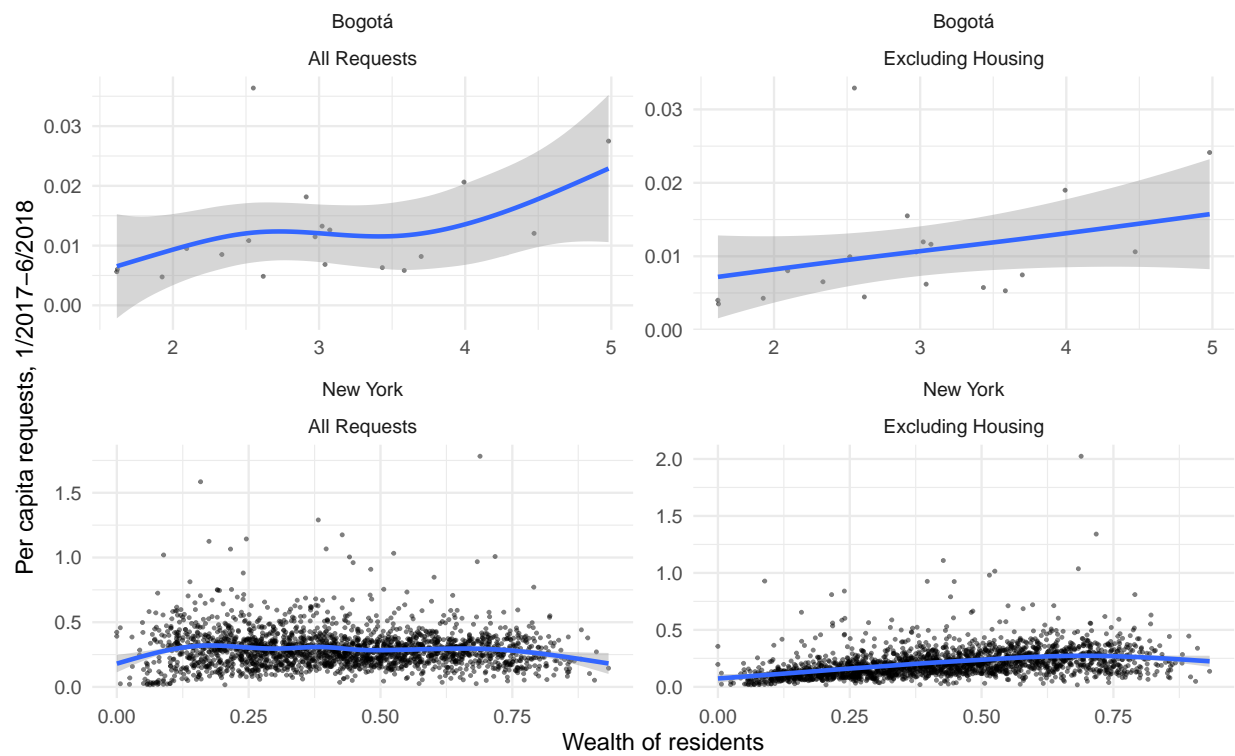 Bogotá
All Requests
Bogotá
Excluding Housing
0.03
0.02
0.01
0.00
2 3 4 5
0.03
0.02
0.01
0.00
2 3 4 5
New York
All Requests
New York
Excluding Housing
1.5
1.0
0.5
0.0
0.00 0.25 0.50 0.75
2.0
1.5
1.0
0.5
0.0
0.00 0.25 0.50 0.75
Wealth of residents
Per capita requests, 1/2017–6/2018